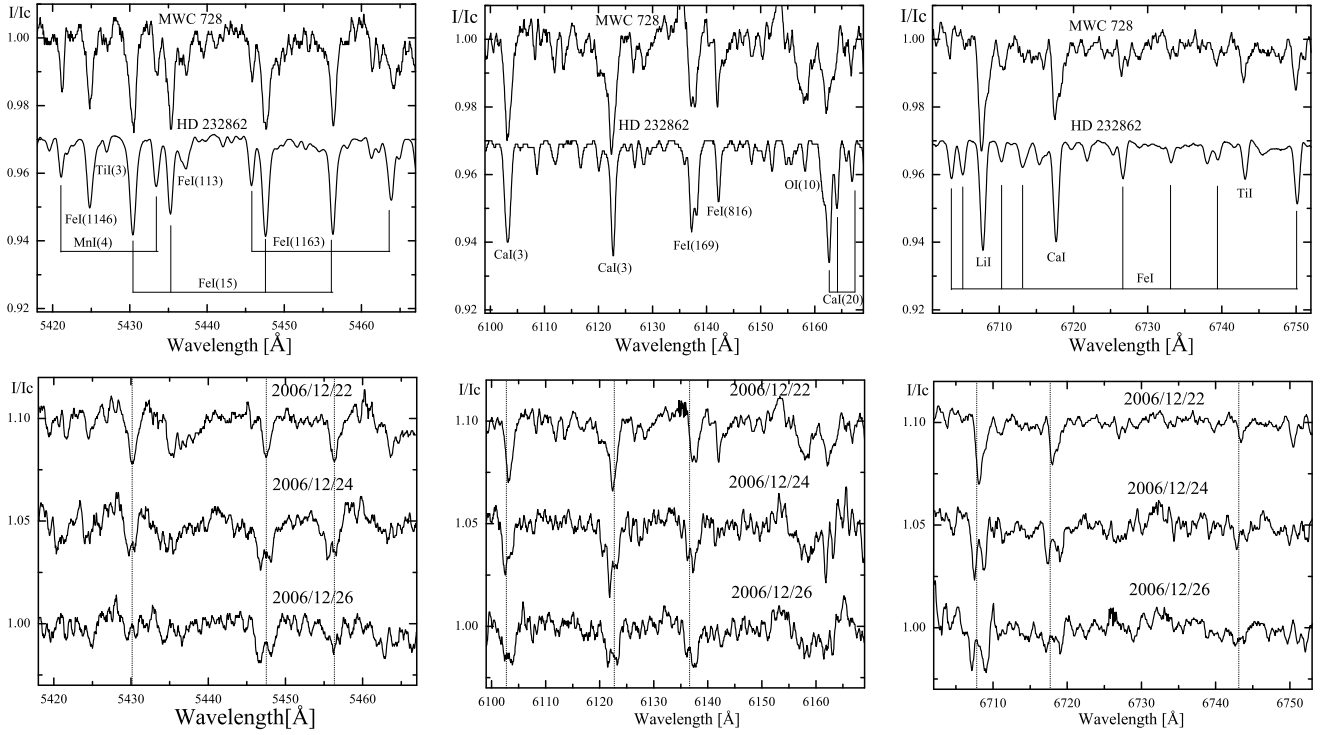 I/Ic
MWC 728
1.00
0.98
HD 232862
0.96
TiI(3)
FeI(113)
FeI(1146)
MnI(4)
FeI(1163)
0.94
FeI(15)
0.92
5420 5430 5440 5450 5460
Wavelength [Å]
I/Ic
MWC 728
1.00
0.98
HD 232862
0.96
OI(10)
FeI(816)
FeI(169)
0.94
CaI(3)
CaI(3)
CaI(20)
0.92
6100 6110 6120 6130 6140 6150 6160
Wavelength [Å]
I/Ic
MWC 728
1.00
0.98
HD 232862
0.96
TiI
LiI
CaI
0.94
FeI
0.92
6710 6720 6730 6740 6750
Wavelength [Å]
I/Ic
2006/12/22
1.10
2006/12/24
1.05
2006/12/26
1.00
5420 5430 5440 5450 5460
Wavelength[Å]
I/Ic
2006/12/22
1.10
2006/12/24
1.05
2006/12/26
1.00
6100 6110 6120 6130 6140 6150 6160
Wavelength [Å]
I/Ic
2006/12/22
1.10
2006/12/24
1.05
2006/12/26
1.00
6710 6720 6730 6740 6750
Wavelength [Å]